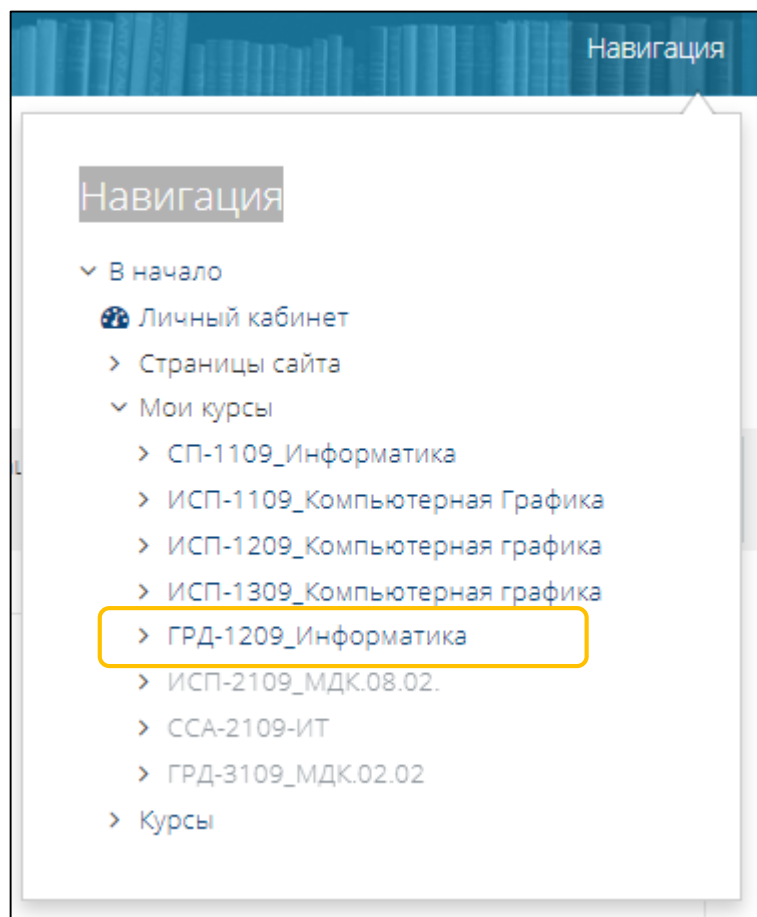 Навигация
Навигация
В начало
Личный кабинет
Страницы сайта
Мои курсы
СП-1109_Информатика
ИСП-1109_Компьютерная Графика
ИСП-1209_Компьютерная графика
ИСП-1309_Компьютерная графика
ГРД-1209_Информатика
ИСП-2109_МДК.08.02.
ССА-2109-ИТ
ГРД-3109_МДК.02.02
Курсы